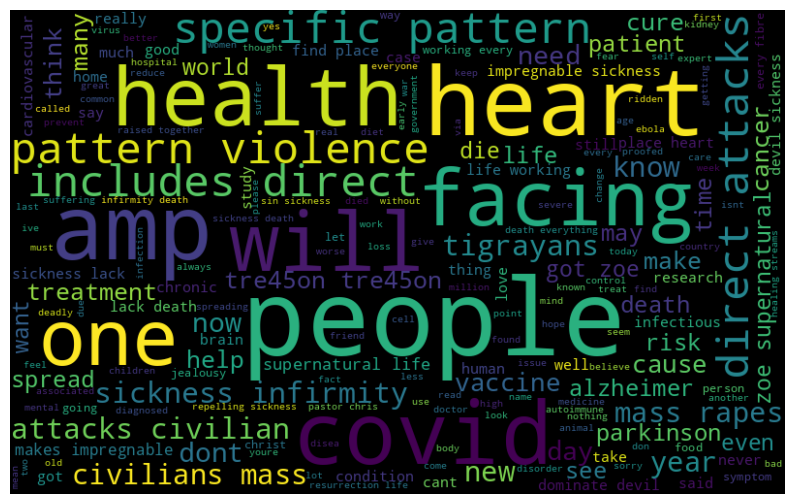 specific pattern
health
heart
pattern violence
includes direct
facing
amp
will
people
one
covid
direct attacks
cure
patient
need
many
think
world
really
virus
much
good
find place
working every
case
impregnable sickness
cardiovascular
home
hospital
reduce
say
called
common
prevent
great
suffer
yes
women
thought
everyone
early war
government
way
better
fear
self
expert
kidney
first
getting
every fibre
keep
via
ridden
ebola
devil sickness
raised together
real
diet
study
please
die
life
still
place heart
know
life working
age
every
proofed
care
week
severe
change
isnt
time
may
tigrayans
make
thing
got zoe
research
love
death
death everything
today
country
million
known
control
treat
find
zoe supernatural
cancer
healing streams
last
suffering
infirmity death
died
without
sin sickness
sickness death
ive
must
infection
always
let
work
loss
give
worse
sickness lack
chronic
tre45on tre45on
treatment
deadly
due
lack death
spreading
cell
point
mind
hope
seem
infectious
risk
want
now
help
brain
friend
found
human
issue
well
believe
cause
feel
jealousy
supernatural life
vaccine
alzheimer
person
another
spread
associated
children
fact
less
sickness infirmity
mass rapes
mental
going
diagnosed
repelling sickness
pastor chris
use
read
high
name
autoimmune
medicine
nothing
don
food
parkinson
even
attacks civilian
dont
christ
doctor
look
day
animal
sorry
take
never
makes impregnable
disea
youre
body
new
see
year
said
bad
symptom
mean
two
old
got
civilians mass
condition
lot
resurrection life
cant
come
disorder
dominate devil